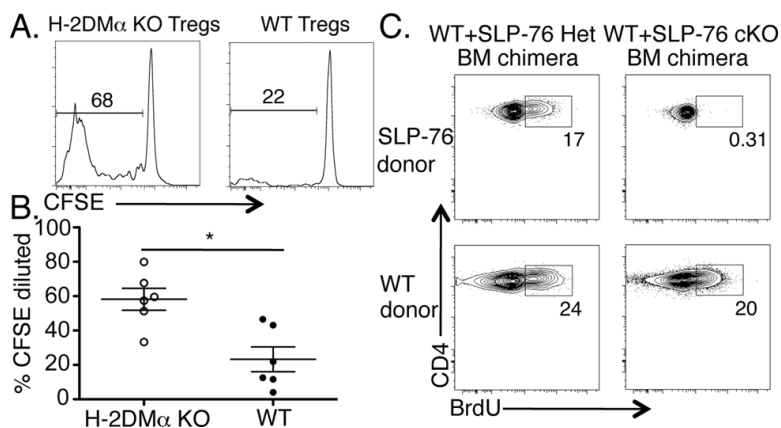 A.
H-2DMα KO Tregs
WT Tregs
68
22
CFSE
B.
% CFSE diluted
100
80
60
40
20
0
*
H-2DMα KO
WT
C.
WT+SLP-76 Het
BM chimera
WT+SLP-76 cKO
BM chimera
SLP-76
donor
17
0.31
WT
donor
24
20
CD4
BrdU